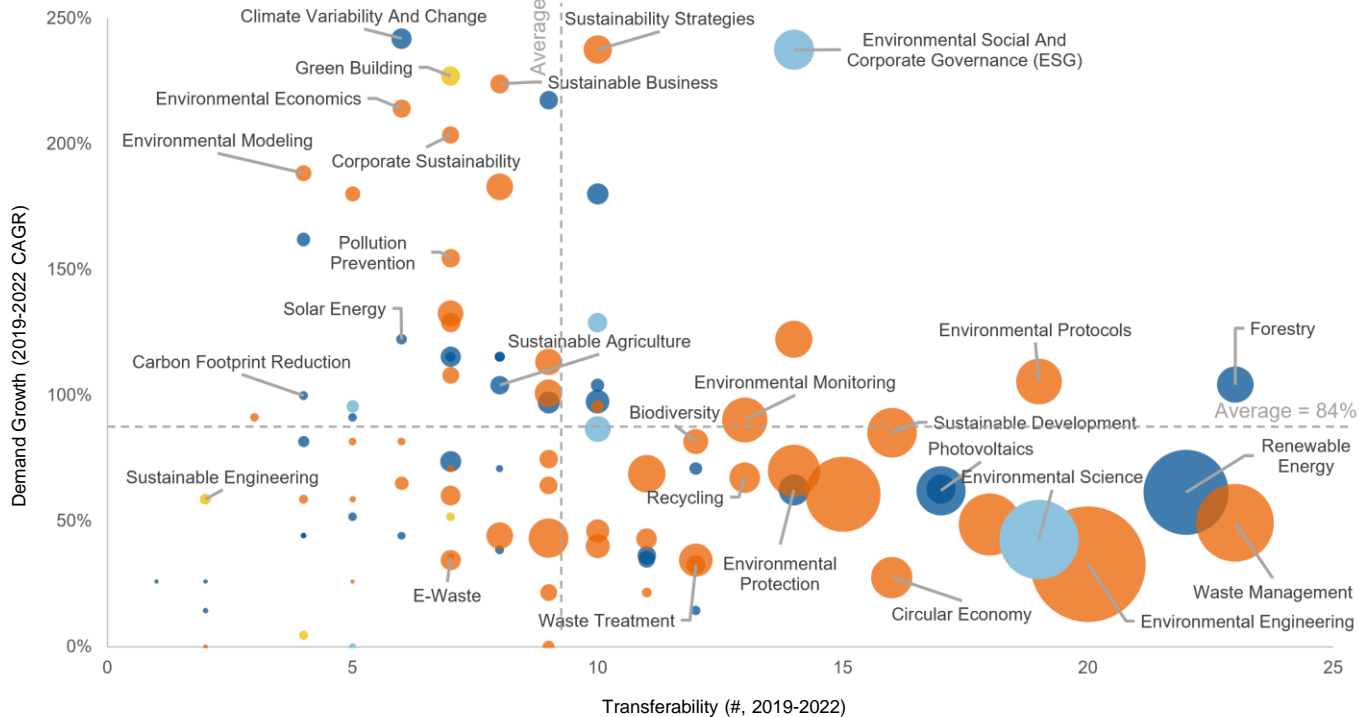 250%
200%
150%
100%
50%
0%
Demand Growth (2019-2022 CAGR)
Climate Variability And Change
Green Building
Environmental Economics
Environmental Modeling
Corporate Sustainability
Average
Sustainability Strategies
Sustainable Business
Environmental Social And
Corporate Governance (ESG)
Pollution
Prevention
Solar Energy
Carbon Footprint Reduction
Sustainable Agriculture
Environmental Protocols
Forestry
Environmental Monitoring
Biodiversity
Sustainable Development
Average = 84%
Photovoltaics
Renewable
Energy
Sustainable Engineering
Recycling
Environmental Science
E-Waste
Environmental
Protection
Waste Treatment
Circular Economy
Waste Management
Environmental Engineering
0
5
10
15
20
25
Transferability (#, 2019-2022)